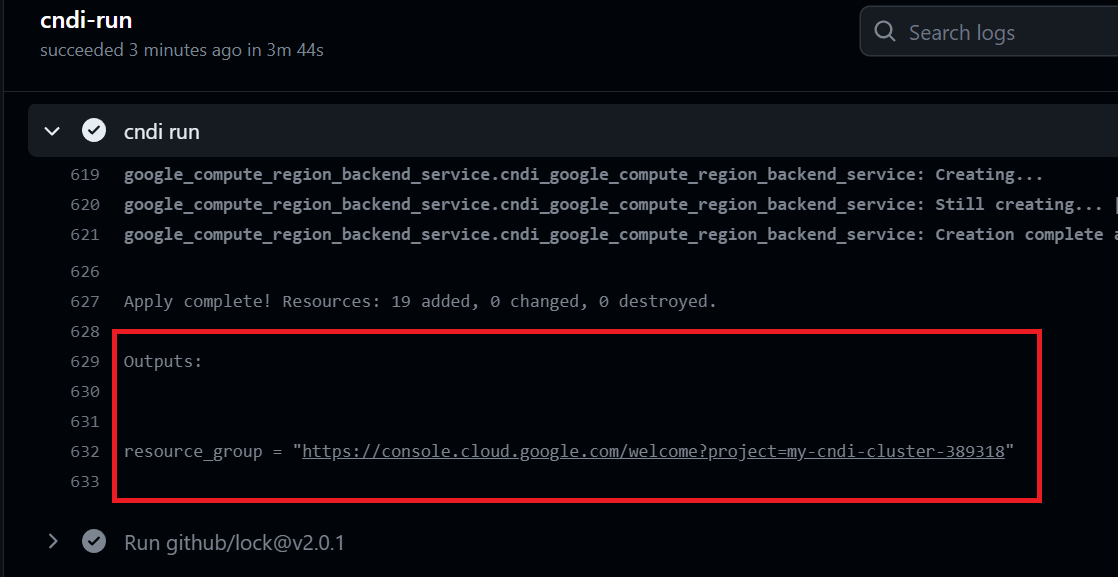 cndi-run
succeeded 3 minutes ago in 3m 44s
Search logs
cndi run
619 google_compute_region_backend_service.cndi_google_compute_region_backend_service: Creating...
620 google_compute_region_backend_service.cndi_google_compute_region_backend_service: Still creating... [
621 google_compute_region_backend_service.cndi_google_compute_region_backend_service: Creation complete a
626
627 Apply complete! Resources: 19 added, 0 changed, 0 destroyed.
628
629 Outputs:
630
631
632 resource_group = "https://console.cloud.google.com/welcome?project=my-cndi-cluster-389318"
633
Run github/lock@v2.0.1